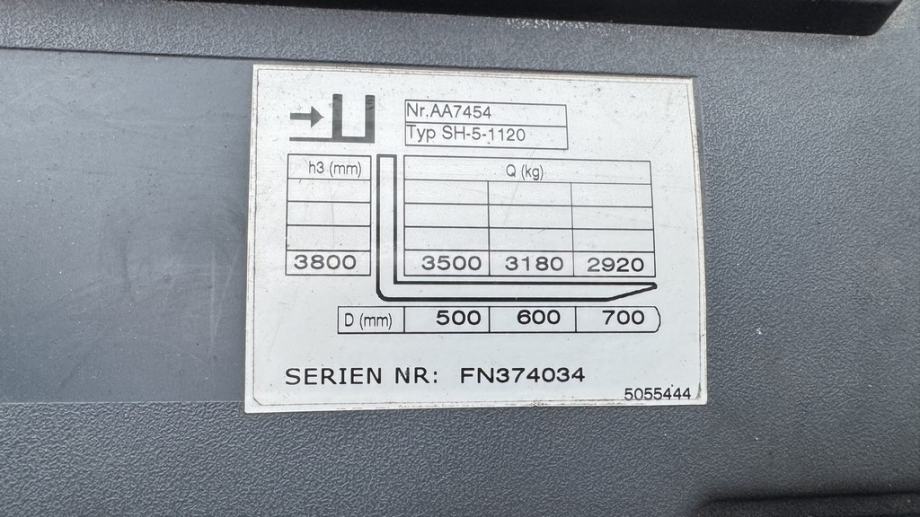 Nr.AA7454
Typ SH-5-1120
h3 (mm) Q (kg)
3800 3500 3180 2920
D (mm) 500 600 700
SERIEN NR: FN374034
5055444